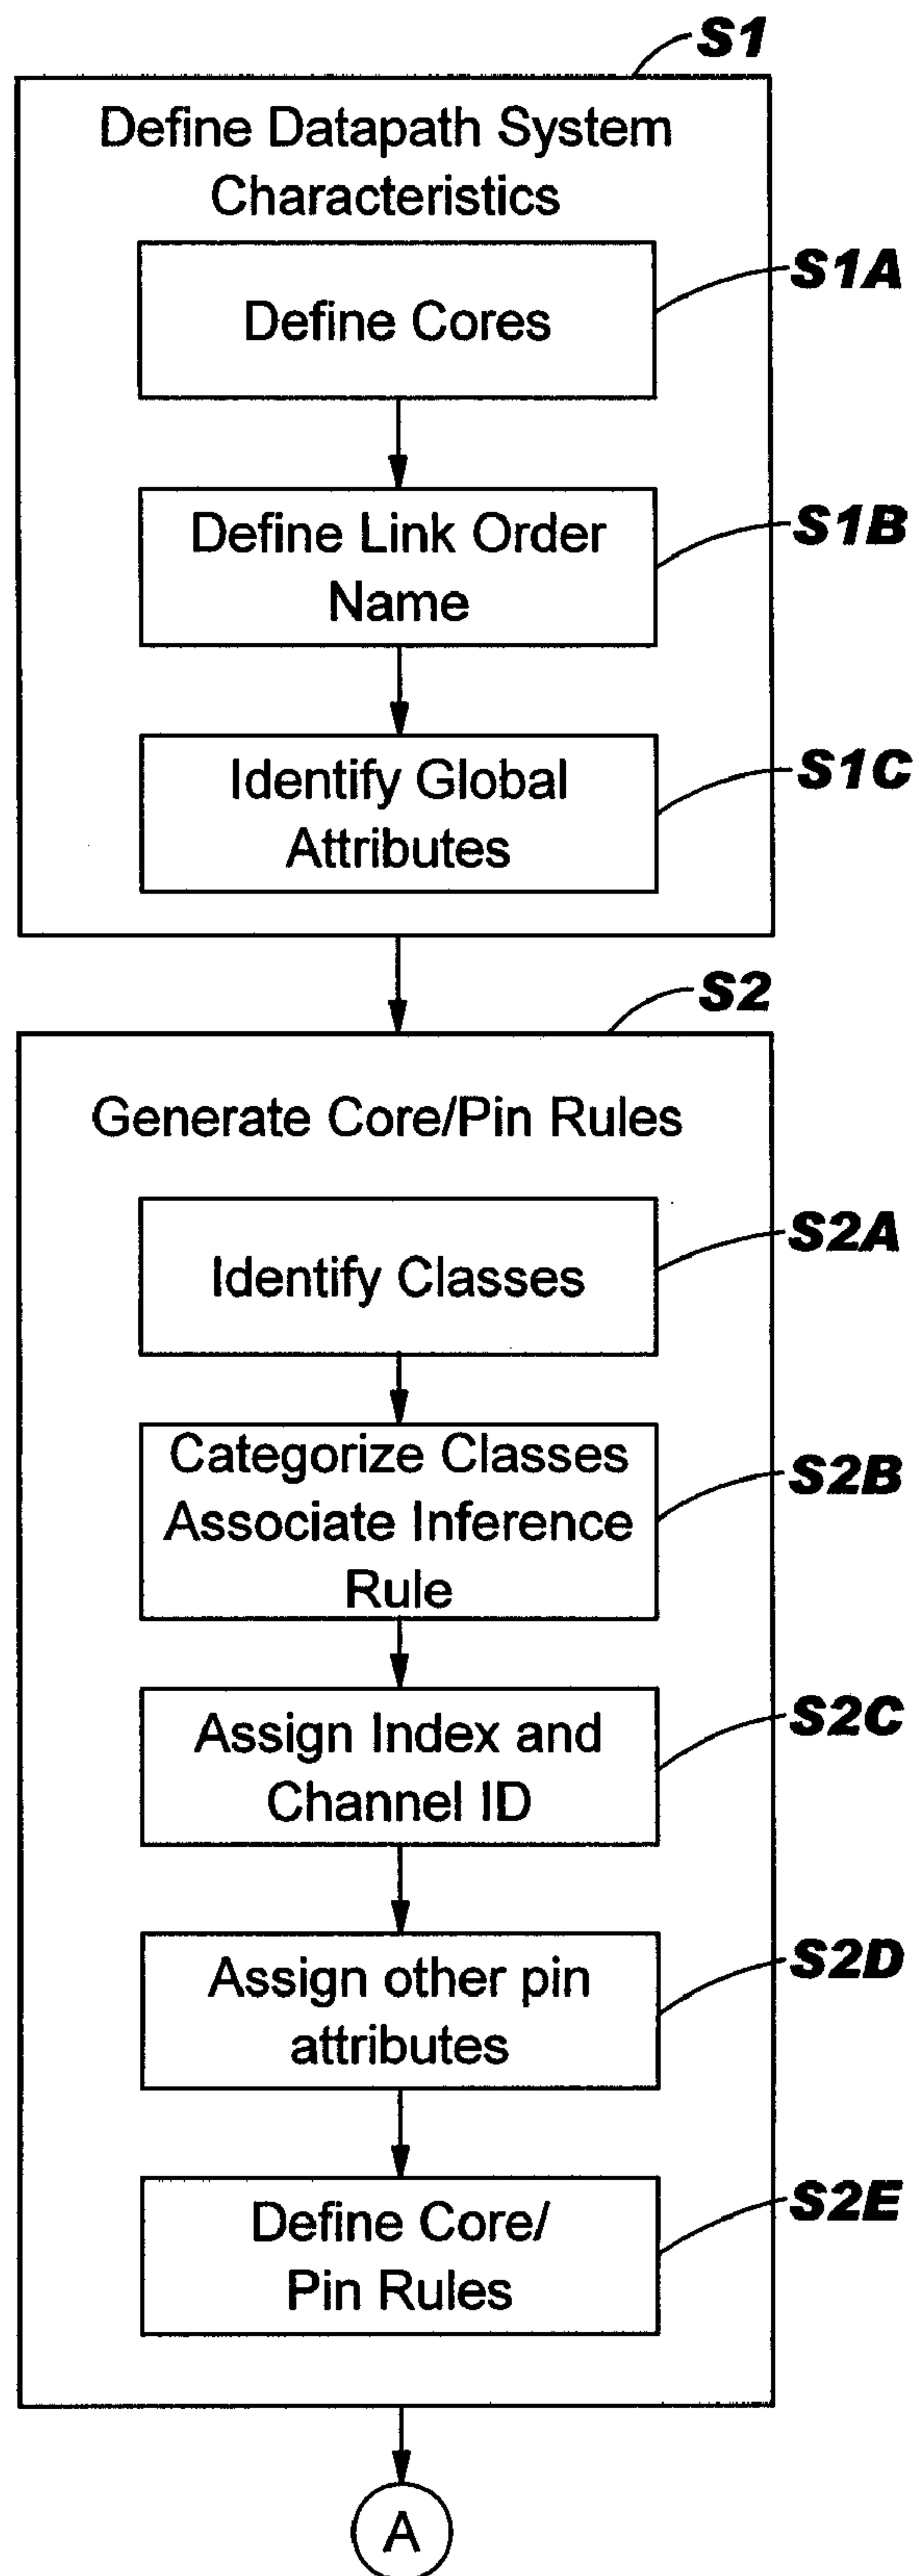 S1
Define Datapath System
Characteristics
S1A
Define Cores
S1B
Define Link Order
Name
S1C
Identify Global
Attributes
S2
Generate Core/Pin Rules
S2A
Identify Classes
S2B
Categorize Classes
Associate Inference
Rule
S2C
Assign Index and
Channel ID
S2D
Assign other pin
attributes
S2E
Define Core/
Pin Rules
A